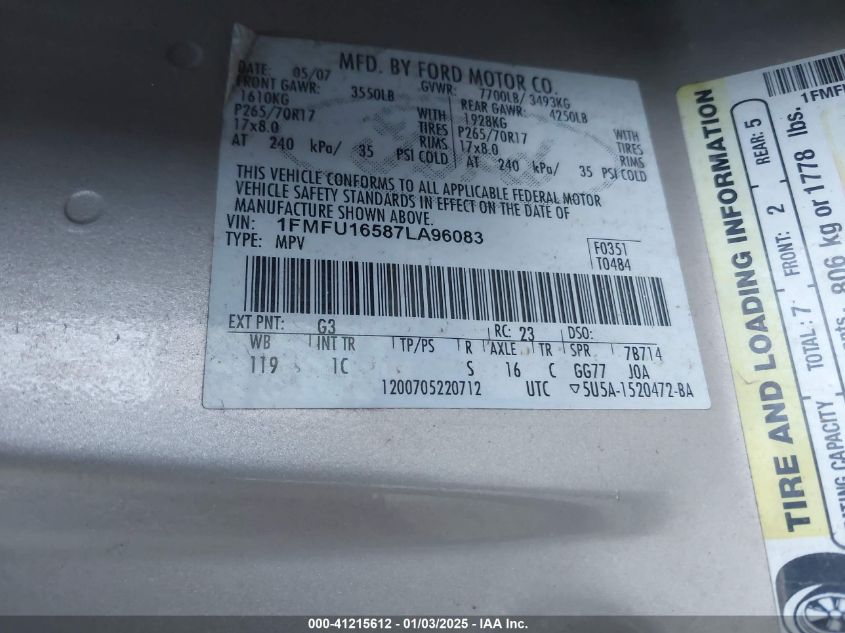 MFD. BY FORD MOTOR CO.
DATE: 05/07 GVWR: 7700LB/ 3493KG
FRONT GAWR: 3550LB REAR GAWR: 4250LB
1610KG WITH 1928KG WITH
P265/70R17 TIRES P265/70R17 TIRES
17x8.0 RIMS 17x8.0 RIMS
AT 240 kPa/ 35 PSI COLD AT 240 kPa/ 35 PSI COLD
THIS VEHICLE CONFORMS TO ALL APPLICABLE FEDERAL MOTOR
VEHICLE SAFETY STANDARDS IN EFFECT ON THE DATE OF
MANUFACTURE SHOWN ABOVE.
VIN: 1FMFU16587LA96083
TYPE: MPV
F0351
T0484
EXT PNT: G3 RC: 23 DSO:
WB INT TR TP/PS R AXLE TR SPR 7B714
119 1C S 16 C GG77 J0A
1200705220712 UTC ▽5U5A-1520472-BA
TIRE AND LOADING INFORMATION
TOTAL: 7 FRONT: 2 REAR: 5
806 kg or 1778 lbs.
000-41215612 - 01/03/2025 - IAA Inc.